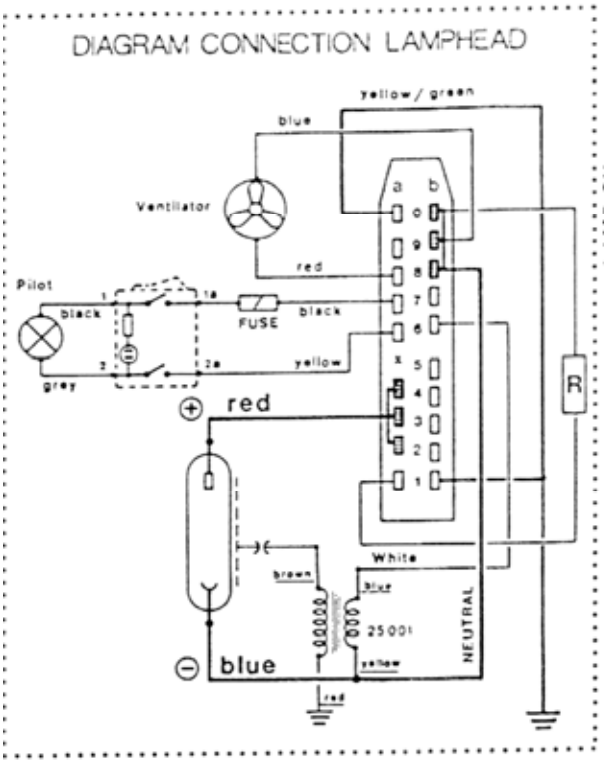 DIAGRAM CONNECTION LAMPHEAD
yellow / green
blue
a b
0
Ventilator
9
red
8
Pilot
1 1a
7
black
FUSE
black
6
2 2a
yellow
x
5
grey
4
R
+ red
3
2
1
White
brown
blue
25001
NEUTRAL
− blue
yellow
red